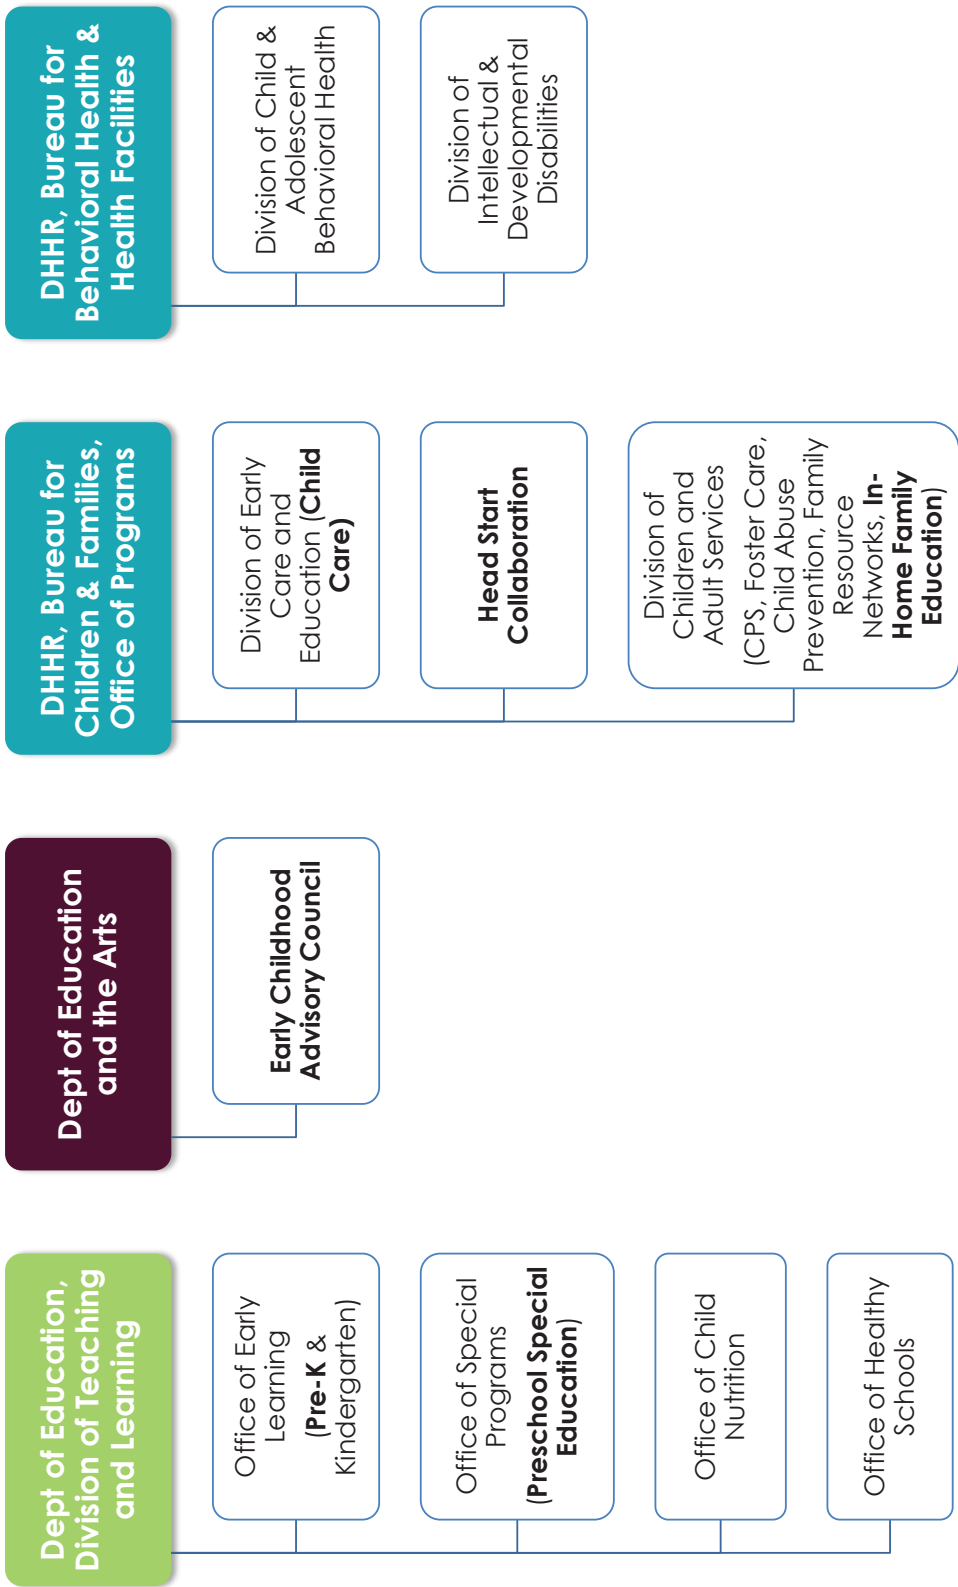 Dept of Education,
Division of Teaching
and Learning
Office of Early
Learning
(Pre-K &
Kindergarten)
Office of Special
Programs
(Preschool Special
Education)
Office of Child
Nutrition
Office of Healthy
Schools
Dept of Education
and the Arts
Early Childhood
Advisory Council
DHHR, Bureau for
Children & Families,
Office of Programs
Division of Early
Care and
Education (Child
Care)
Head Start
Collaboration
Division of
Children and
Adult Services
(CPS, Foster Care,
Child Abuse
Prevention, Family
Resource
Networks, In-
Home Family
Education)
DHHR, Bureau for
Behavioral Health &
Health Facilities
Division of Child &
Adolescent
Behavioral Health
Division of
Intellectual &
Developmental
Disabilities